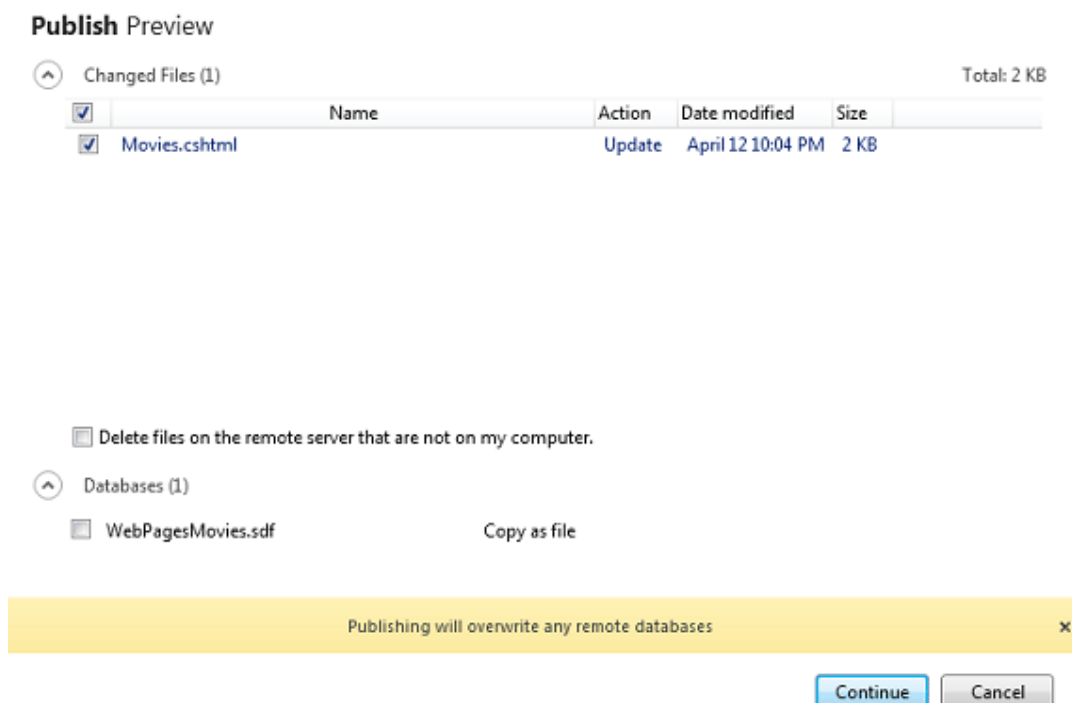 Publish Preview
Changed Files (1) Total: 2 KB
Name Action Date modified Size
Movies.cshtml Update April 12 10:04 PM 2 KB
Delete files on the remote server that are not on my computer.
Databases (1)
WebPagesMovies.sdf Copy as file
Publishing will overwrite any remote databases
Continue Cancel